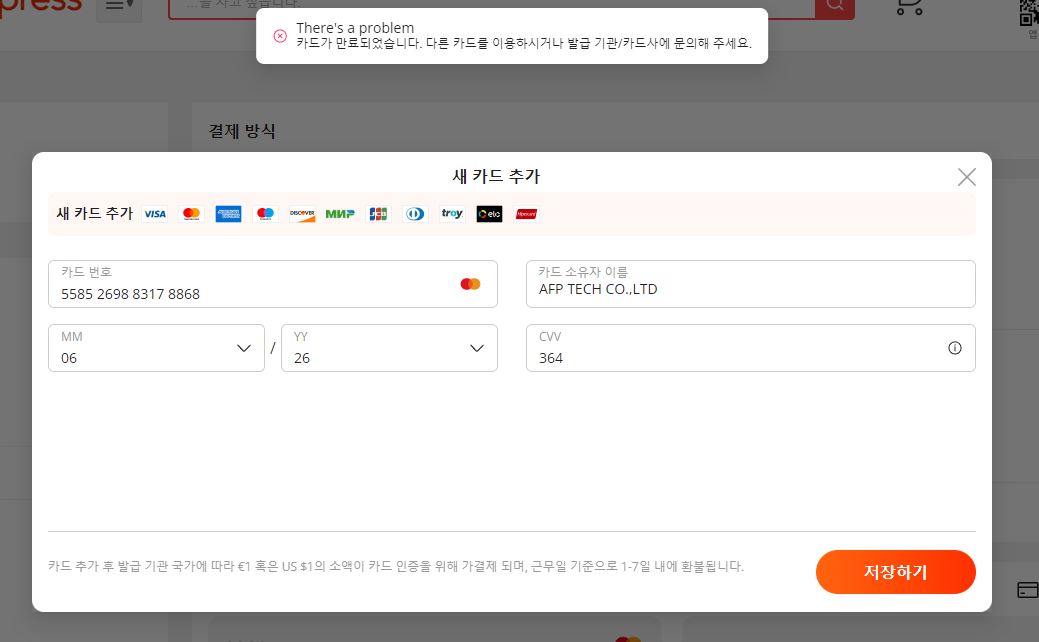 press
...을 사고 싶습니다.
앱
There's a problem
카드가 만료되었습니다. 다른 카드를 이용하시거나 발급 기관/카드사에 문의해 주세요.
결제 방식
새 카드 추가
새 카드 추가 VISA DISCOVER МИР JCB troy elo Hipercard
카드 번호
5585 2698 8317 8868
카드 소유자 이름
AFP TECH CO.,LTD
MM
06
/
YY
26
CVV
364
카드 추가 후 발급 기관 국가에 따라 €1 혹은 US $1의 소액이 카드 인증을 위해 가결제 되며, 근무일 기준으로 1-7일 내에 환불됩니다.
저장하기